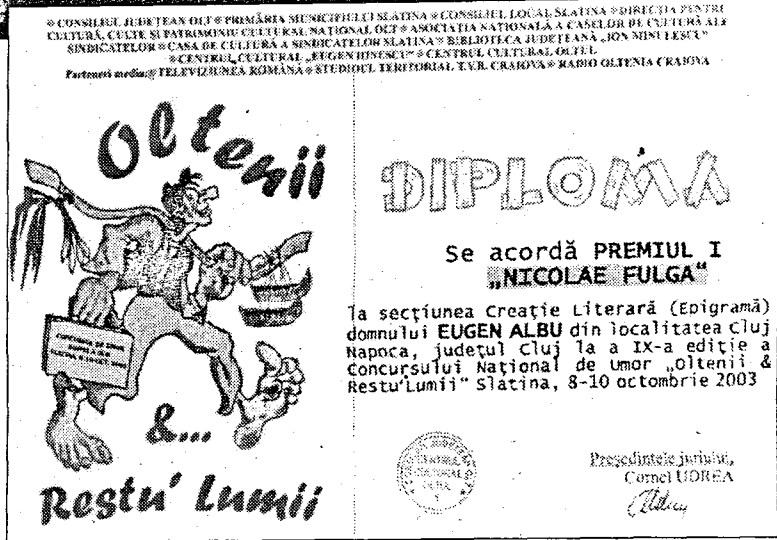 * CONSILIUL JUDEȚEAN OLT * PRIMĂRIA MUNICIPIULUI SLATINA * CONSILIUL LOCAL SLATINA * DIRECȚIA PENTRU
CULTURĂ, CULTE ȘI PATRIMONIU CULTURAL NAȚIONAL OLT * ASOCIAȚIA NAȚIONALĂ A CASELOR DE CULTURĂ ALE
SINDICATELOR * CASA DE CULTURĂ A SINDICATELOR SLATINA * BIBLIOTECA JUDEȚEANĂ „ION MINULESCU"
* CENTRUL CULTURAL „EUGEN IONESCU" * CENTRUL CULTURAL OLTUL
Parteneri media: * TELEVIZIUNEA ROMÂNĂ * STUDIOUL TERITORIAL T.V.R. CRAIOVA * RADIO OLTENIA CRAIOVA
Oltenii
&...
Restu' Lumii
DIPLOMA
Se acordă PREMIUL I
„NICOLAE FULGA"
la secțiunea Creație Literară (Epigramă)
domnului EUGEN ALBU din localitatea Cluj
Napoca, județul Cluj la a IX-a ediție a
Concursului Național de Umor „Oltenii &
Restu'Lumii" Slatina, 8-10 octombrie 2003
Președintele juriului,
Cornel UDREA